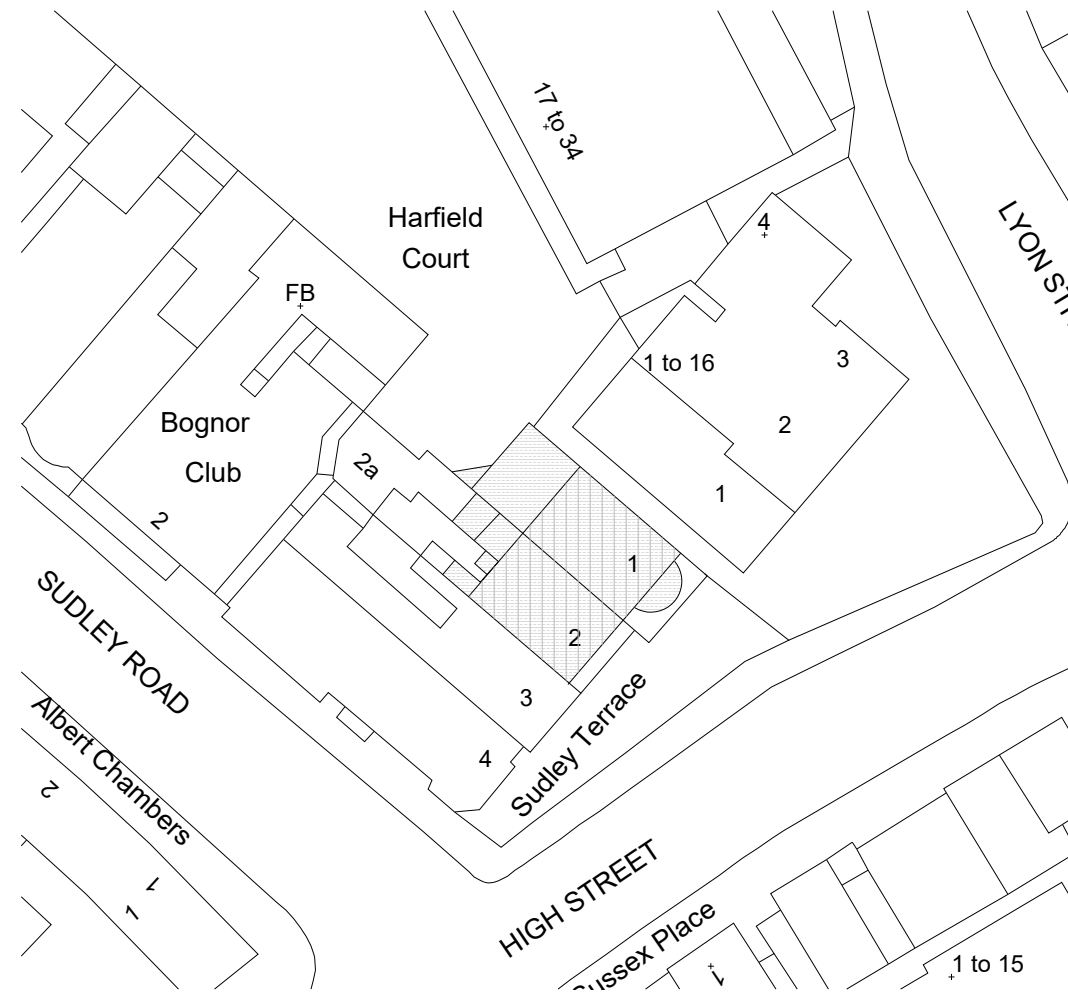 17 to 34
LYON
Harfield
Court
4
FB
1 to 16
3
Bognor
Club
2
2a
2
1
1
2
SUDLEY ROAD
3
Sudley Terrace
4
Albert Chambers
2
1
1
HIGH STREET
Sussex Place
1
1 to 15